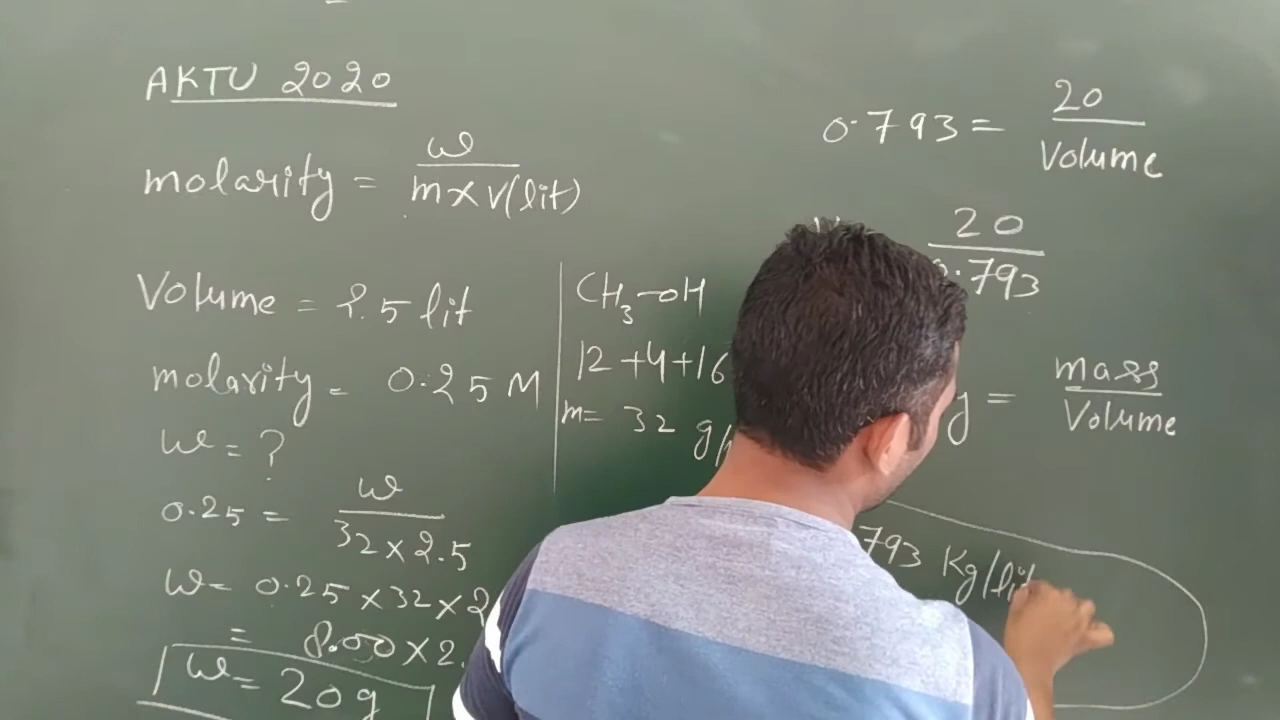 AKTU 2020
molarity = w
m×v(lit)
Volume = 2.5 lit
molarity = 0.25 M
w = ?
0.25 = w
32×2.5
w= 0.25×32×2
= 8.050×2.
w= 20g
CH3-OH
12+4+16
m= 32 g/
0.793 = 20
Volume
20
0.793
y = mass
Volume
793 Kg/lit